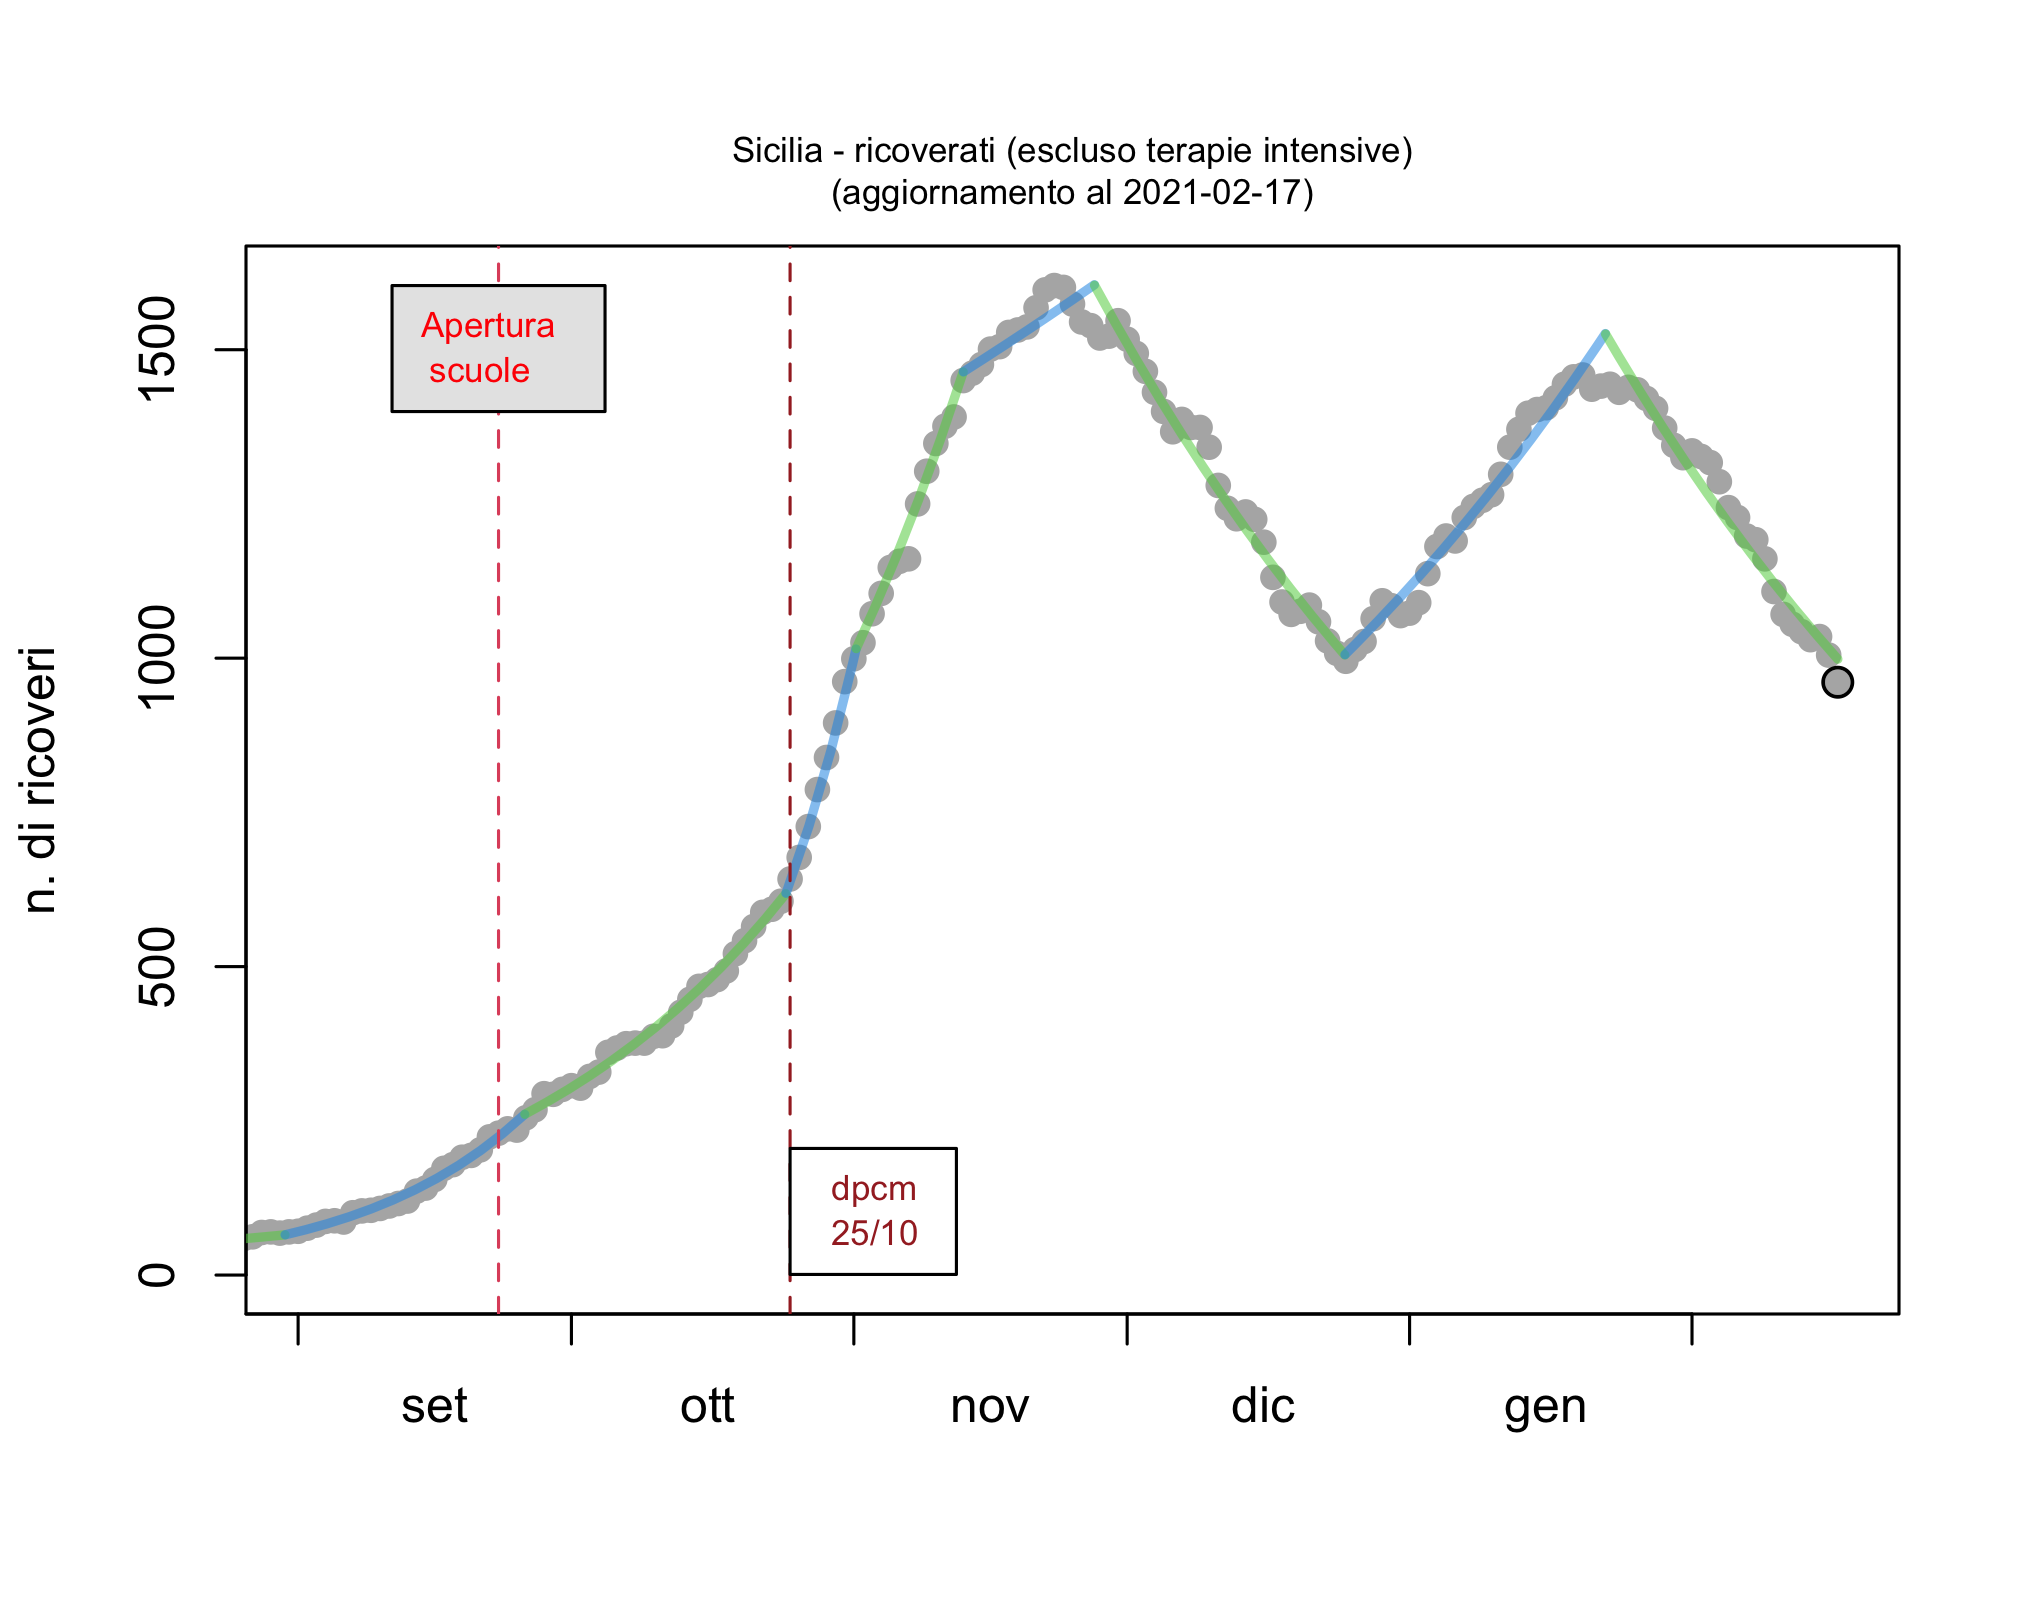 Sicilia - ricoverati (escluso terapie intensive)
(aggiornamento al 2021-02-17)
n. di ricoveri
1500
1000
500
0
Apertura
scuole
dpcm
25/10
set
ott
nov
dic
gen